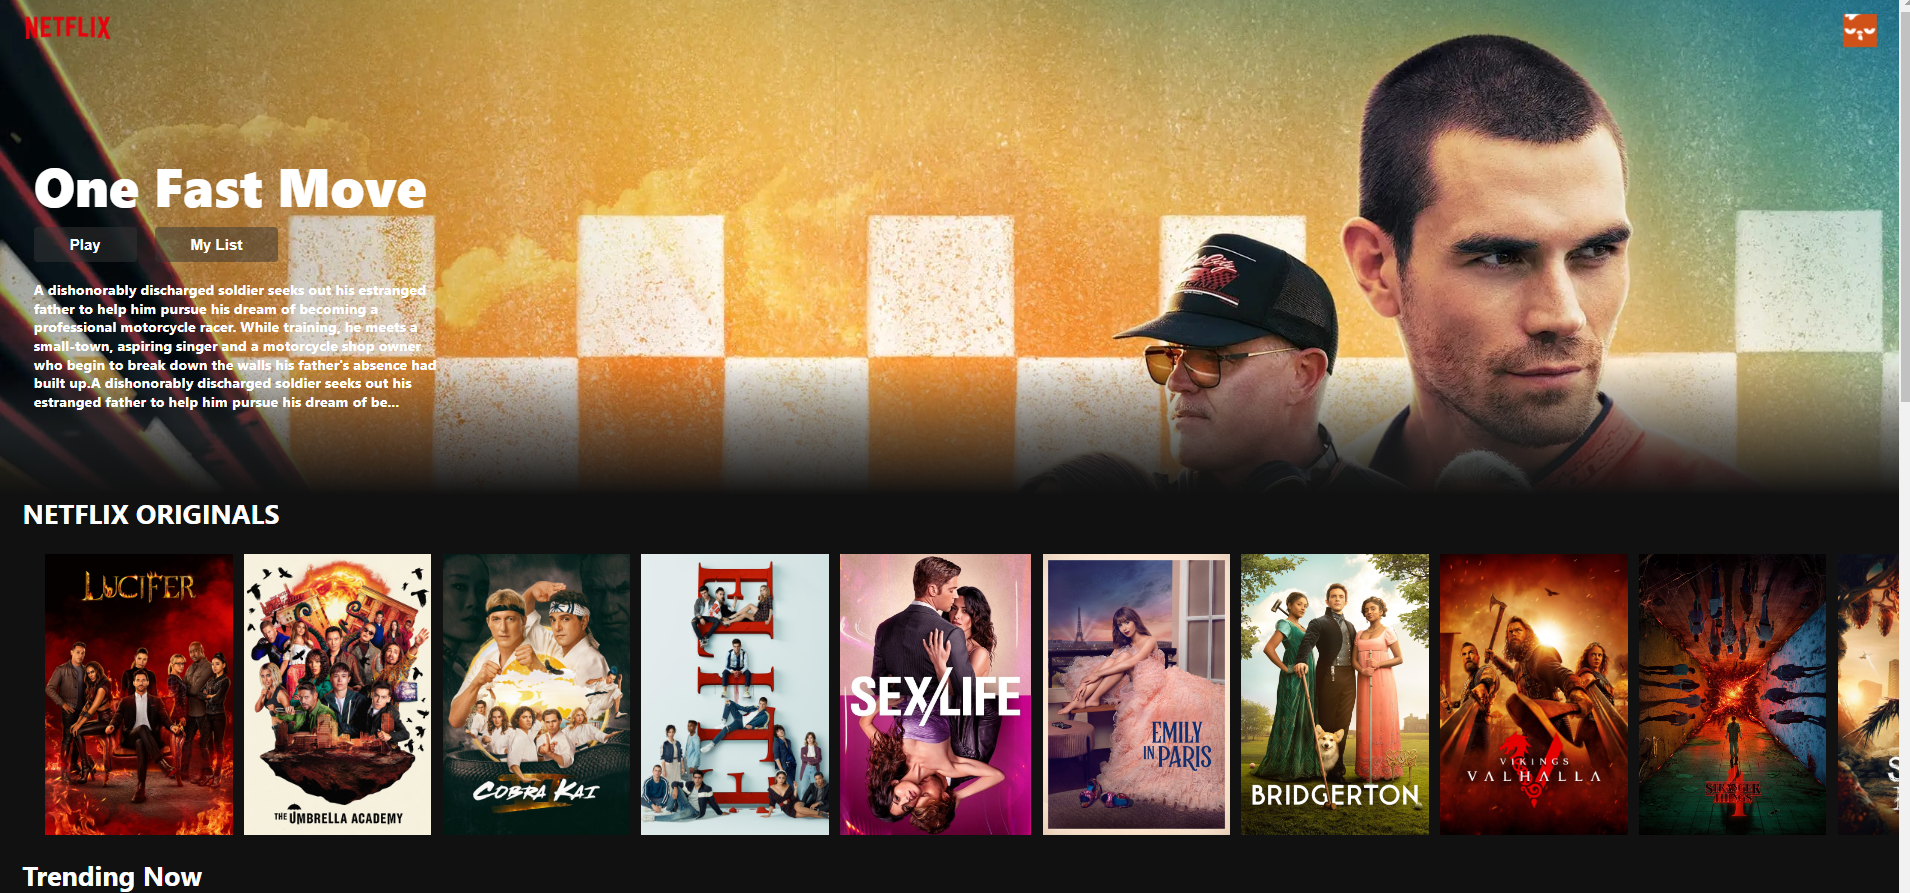 NETFLIX
One Fast Move
Play
My List
A dishonorably discharged soldier seeks out his estranged
father to help him pursue his dream of becoming a
professional motorcycle racer. While training, he meets a
small-town, aspiring singer and a motorcycle shop owner
who begin to break down the walls his father's absence had
built up.A dishonorably discharged soldier seeks out his
estranged father to help him pursue his dream of be...
NETFLIX ORIGINALS
LUCIFER
THE UMBRELLA ACADEMY
COBRA KAI
ELITE
SEX/LIFE
EMILY
IN PARIS
BRIDGERTON
VIKINGS
VALHALLA
STRANGER
THINGS
4
Trending Now